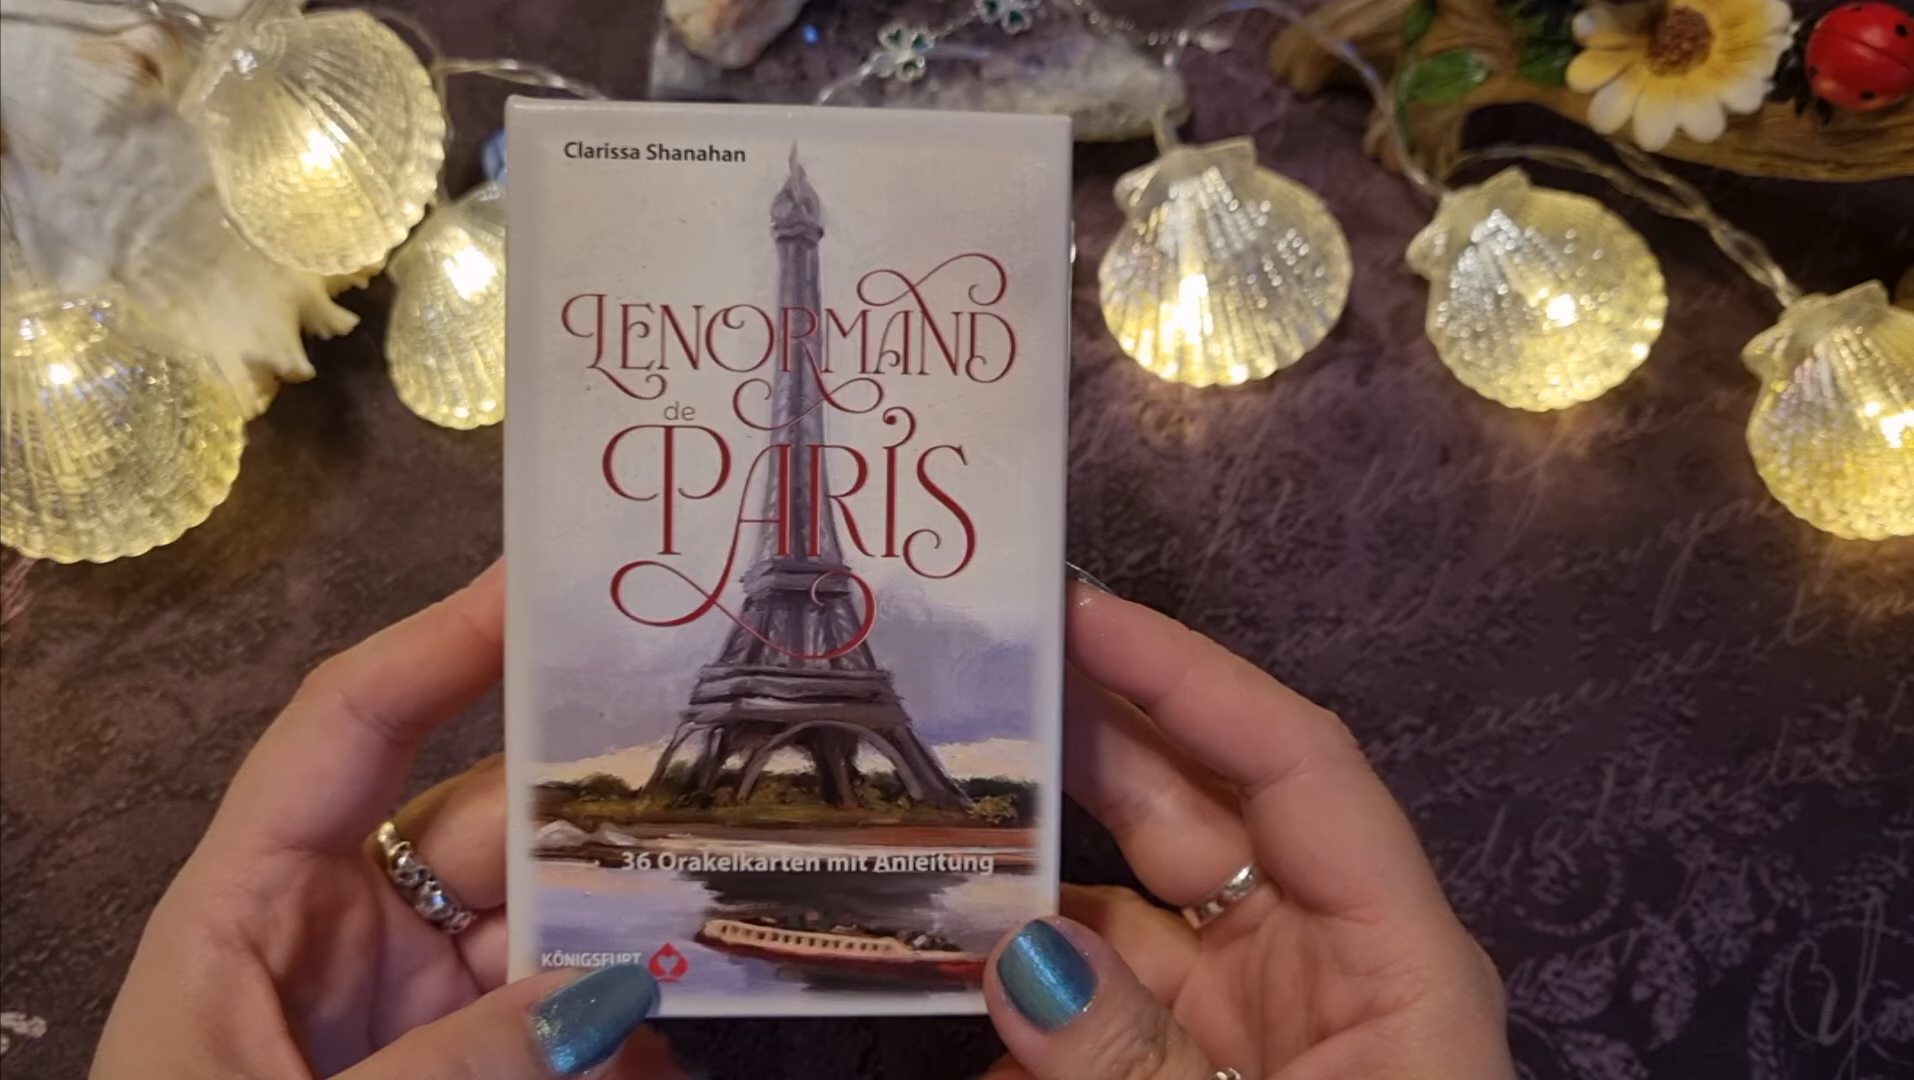 Clarissa Shanahan
LENORMAND
de
PARIS
36 Orakelkarten mit Anleitung
KÖNIGSFURT